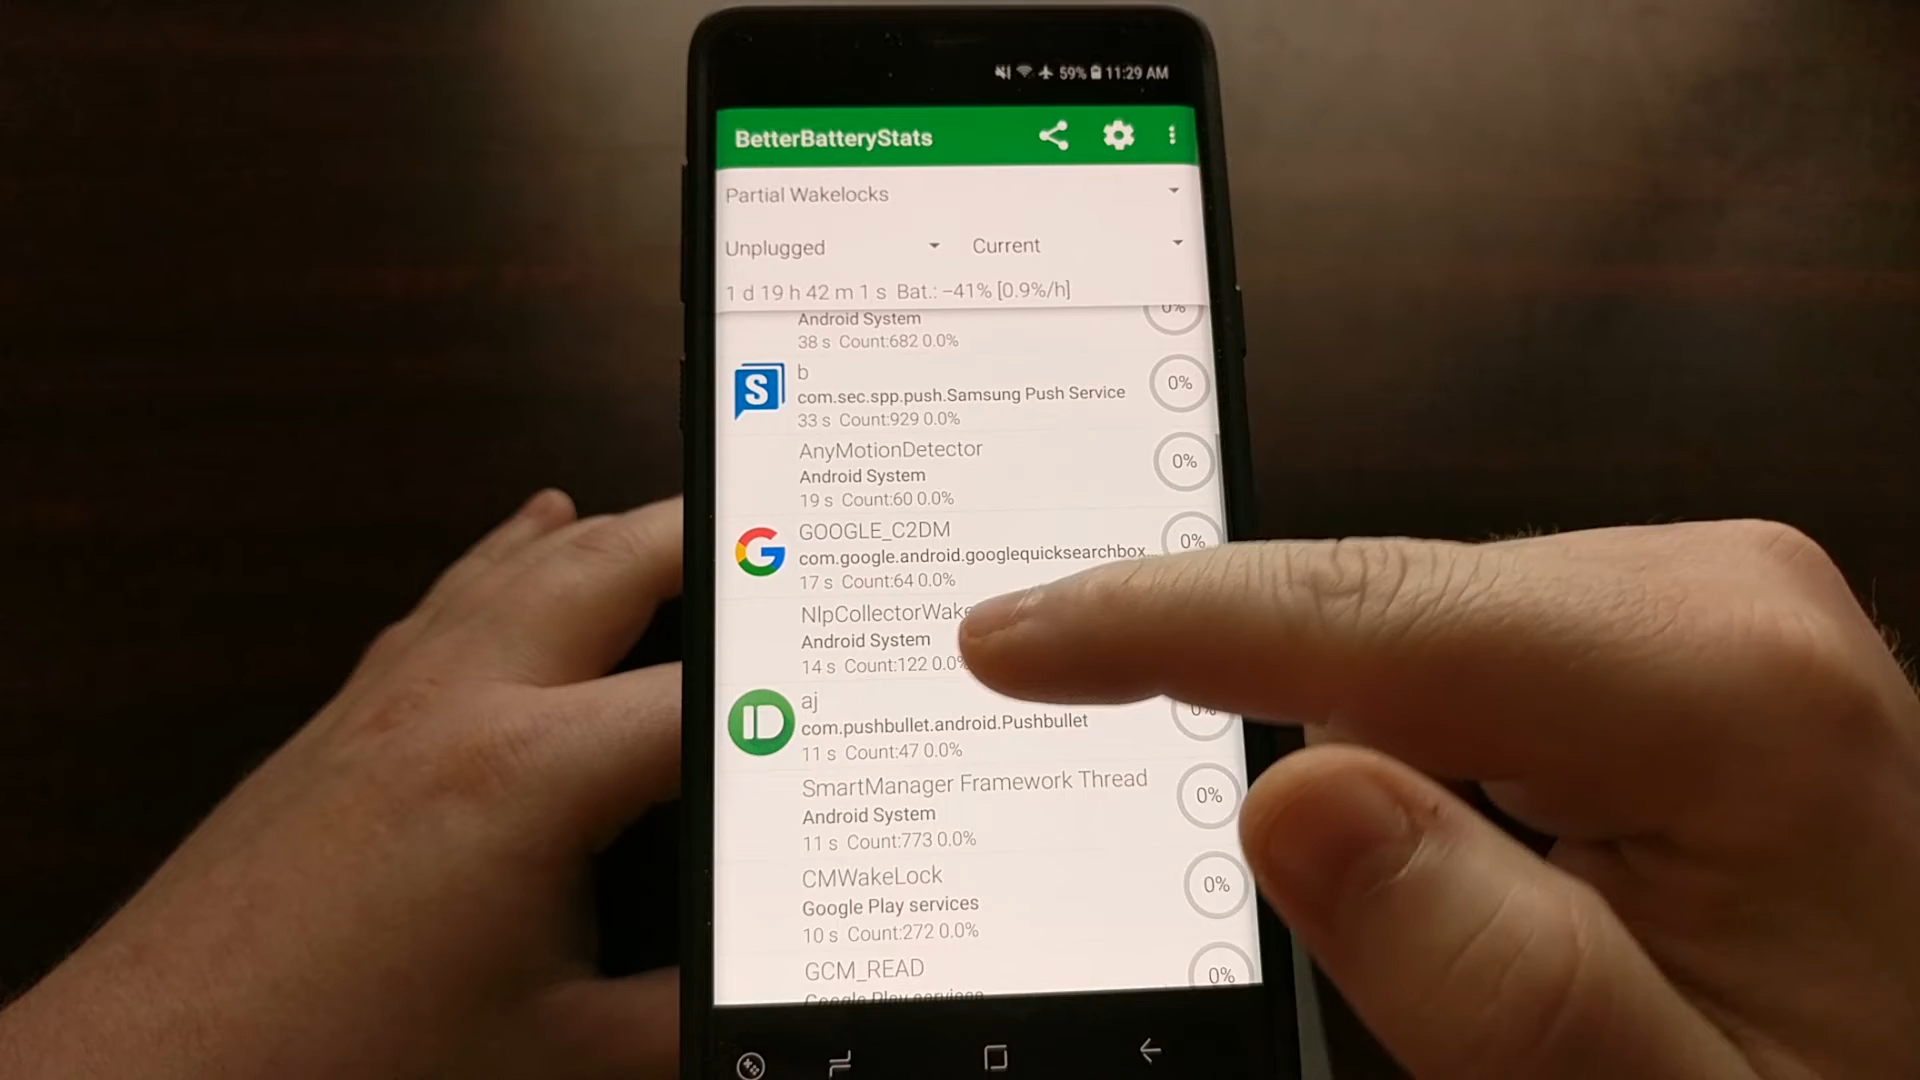 59% 11:29 AM
BetterBatteryStats
Partial Wakelocks
Unplugged Current
1 d 19 h 42 m 1 s Bat.: −41% [0.9%/h]
Android System 0%
38 s Count:682 0.0%
S
b
com.sec.spp.push.Samsung Push Service 0%
33 s Count:929 0.0%
AnyMotionDetector
Android System 0%
19 s Count:60 0.0%
G
GOOGLE_C2DM
com.google.android.googlequicksearchbox... 0%
17 s Count:64 0.0%
NlpCollectorWake
Android System
14 s Count:122 0.0%
aj
com.pushbullet.android.Pushbullet 0%
11 s Count:47 0.0%
SmartManager Framework Thread
Android System 0%
11 s Count:773 0.0%
CMWakeLock
Google Play services 0%
10 s Count:272 0.0%
GCM_READ 0%
Google Play services